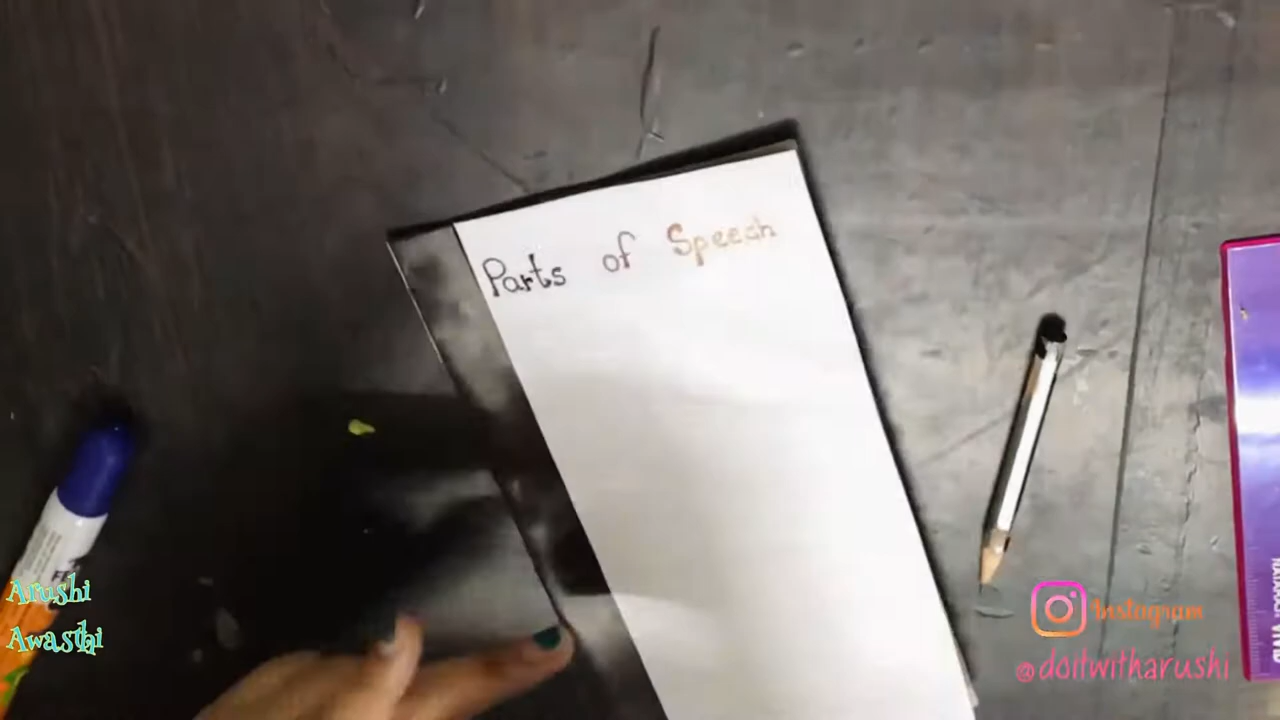 Parts of Speech
Arushi
Awasthi
Instagram
@doitwitharushi